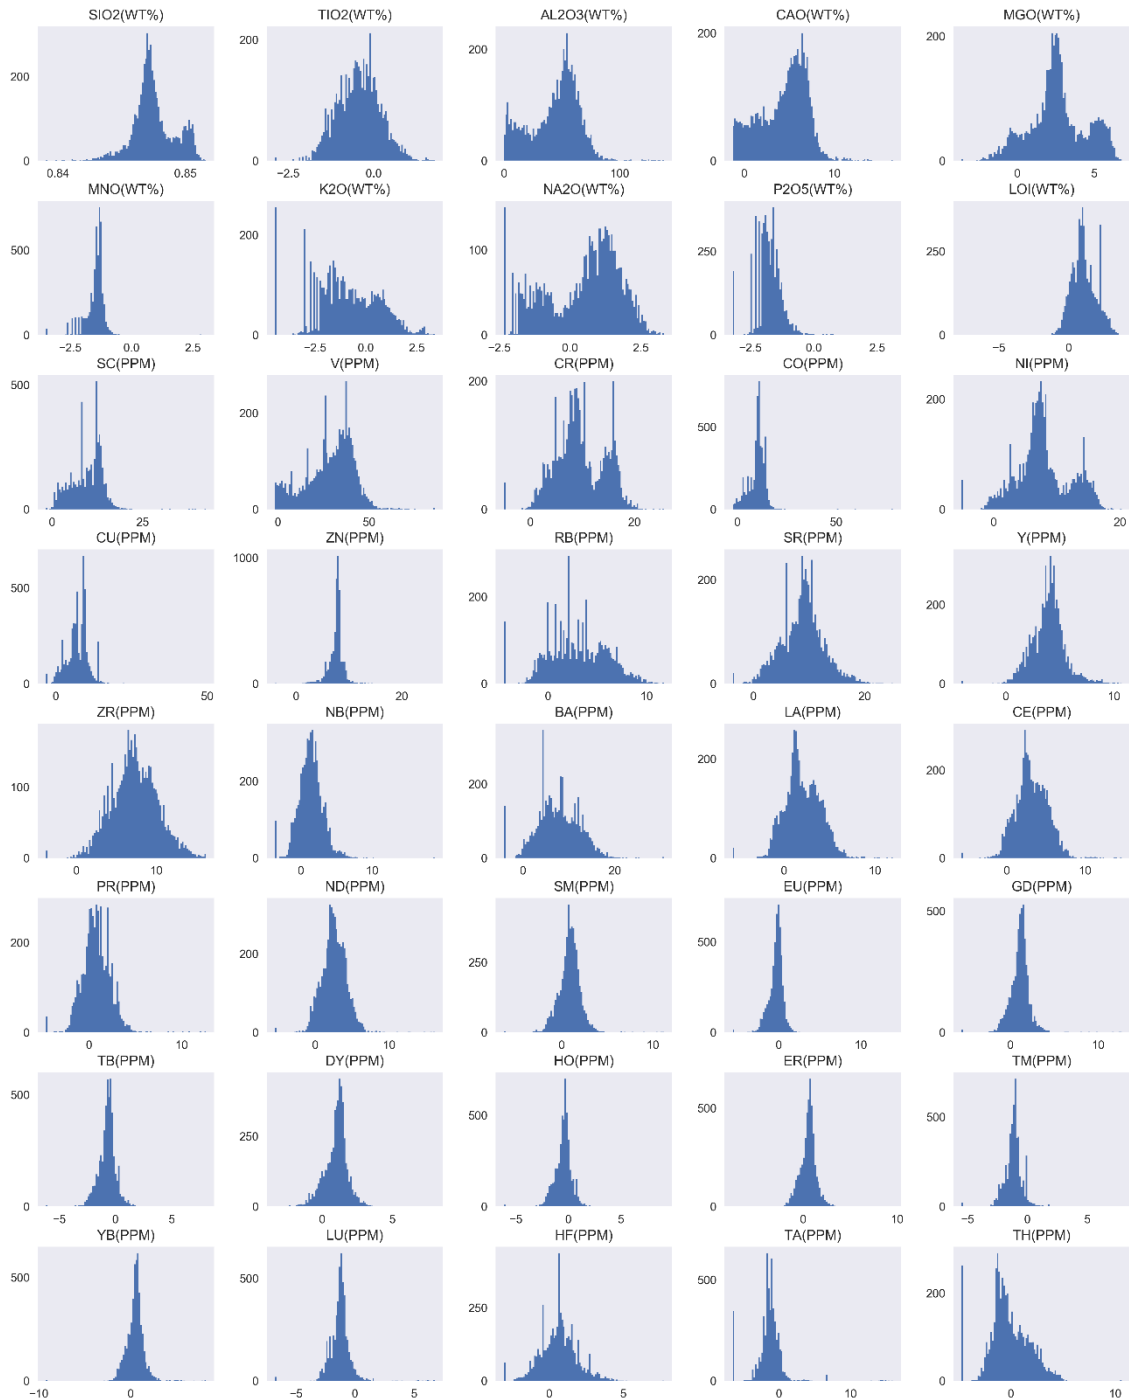 SIO2(WT%) TIO2(WT%) AL2O3(WT%) CAO(WT%) MGO(WT%)
200 0 200 0 200 0 200 0 200 0
0.84 0.85 −2.5 0.0 0 100 0 10 0 5
MNO(WT%) K2O(WT%) NA2O(WT%) P2O5(WT%) LOI(WT%)
500 0 200 0 100 0 250 0 250 0
−2.5 0.0 2.5 −2.5 0.0 2.5 −2.5 0.0 2.5 −2.5 0.0 2.5 −5 0
SC(PPM) V(PPM) CR(PPM) CO(PPM) NI(PPM)
500 250 0 200 0 200 100 0 500 0 200 0
0 25 0 50 0 10 20 0 50 0 10 20
CU(PPM) ZN(PPM) RB(PPM) SR(PPM) Y(PPM)
500 0 1000 500 0 200 0 200 0 200 0
0 50 0 20 0 10 0 20 0 10
ZR(PPM) NB(PPM) BA(PPM) LA(PPM) CE(PPM)
100 0 200 0 200 0 200 0 200 0
0 10 0 10 0 20 0 10 0 10
PR(PPM) ND(PPM) SM(PPM) EU(PPM) GD(PPM)
200 0 200 0 250 0 500 0 500 0
0 10 0 10 0 10 0 10 0 10
TB(PPM) DY(PPM) HO(PPM) ER(PPM) TM(PPM)
500 0 250 0 500 0 500 0 500 0
−5 0 5 0 5 −5 0 5 0 10 −5 0 5
YB(PPM) LU(PPM) HF(PPM) TA(PPM) TH(PPM)
500 0 500 0 250 0 500 0 200 0
−10 0 −5 0 5 0 5 0 10 0 10